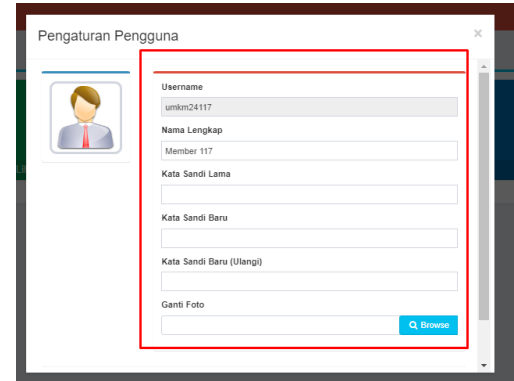 Pengaturan Pengguna
×
Username
umkm24117
Nama Lengkap
Member 117
Kata Sandi Lama
Kata Sandi Baru
Kata Sandi Baru (Ulangi)
Ganti Foto
Browse